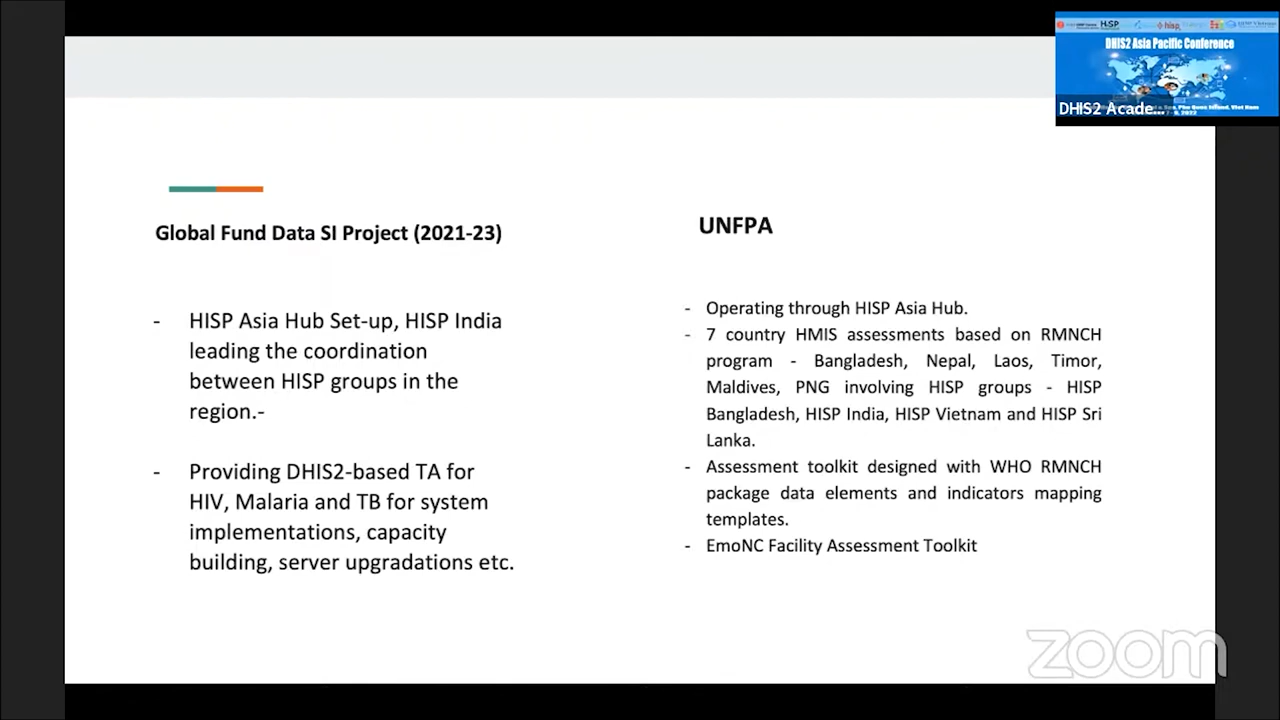 HiSP
hisp
DHIS2 Asia Pacific Conference
DHIS2 Acade...
Global Fund Data SI Project (2021-23)
- HISP Asia Hub Set-up, HISP India
leading the coordination
between HISP groups in the
region.-
- Providing DHIS2-based TA for
HIV, Malaria and TB for system
implementations, capacity
building, server upgradations etc.
UNFPA
- Operating through HISP Asia Hub.
- 7 country HMIS assessments based on RMNCH
program - Bangladesh, Nepal, Laos, Timor,
Maldives, PNG involving HISP groups - HISP
Bangladesh, HISP India, HISP Vietnam and HISP Sri
Lanka.
- Assessment toolkit designed with WHO RMNCH
package data elements and indicators mapping
templates.
- EmoNC Facility Assessment Toolkit
zoom